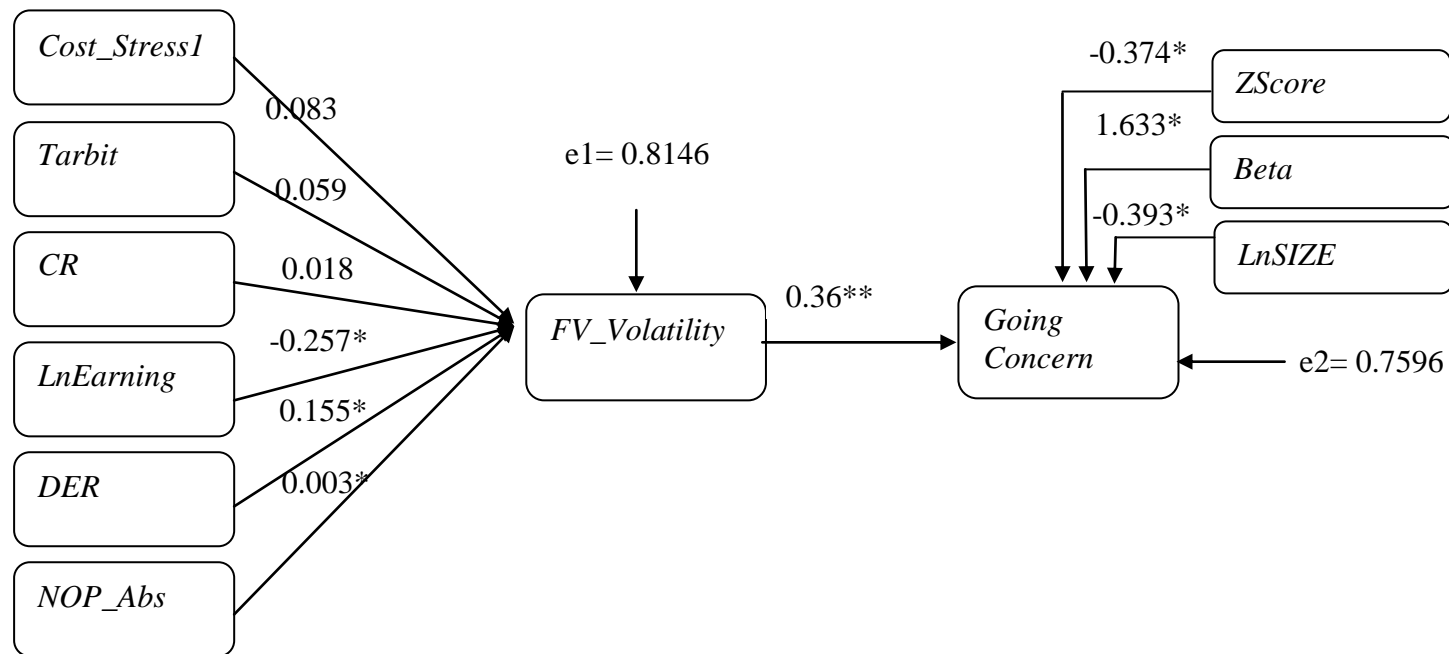 Cost_Stress1
0.083
Tarbit
0.059
CR
0.018
LnEarning
-0.257*
DER
0.155*
NOP_Abs
0.003*
e1= 0.8146
FV_Volatility
0.36**
Going
Concern
e2= 0.7596
-0.374*
ZScore
1.633*
Beta
-0.393*
LnSIZE